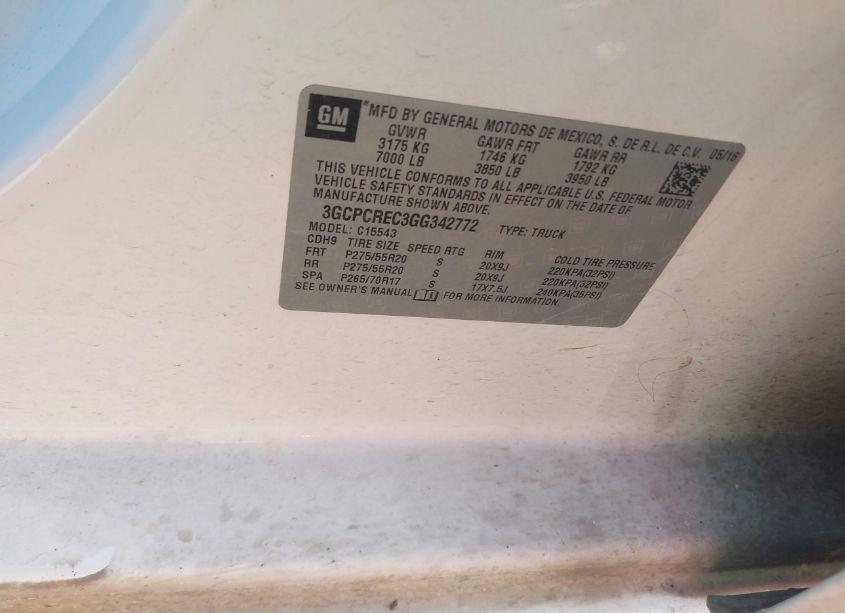 GM *MFD BY GENERAL MOTORS DE MEXICO, S. DE R.L. DE C.V. 05/16
GVWR GAWR FRT GAWR RR
3175 KG 1746 KG 1792 KG
7000 LB 3850 LB 3950 LB
THIS VEHICLE CONFORMS TO ALL APPLICABLE U.S. FEDERAL MOTOR
VEHICLE SAFETY STANDARDS IN EFFECT ON THE DATE OF
MANUFACTURE SHOWN ABOVE.
3GCPCREC3GG342772 TYPE: TRUCK
MODEL: C15543
CDH9 TIRE SIZE SPEED RTG RIM COLD TIRE PRESSURE
FRT P275/55R20 S 20X9J 220KPA(32PSI)
RR P275/55R20 S 20X9J 220KPA(32PSI)
SPA P265/70R17 S 17X7.5J 240KPA(35PSI)
SEE OWNER'S MANUAL FOR MORE INFORMATION.